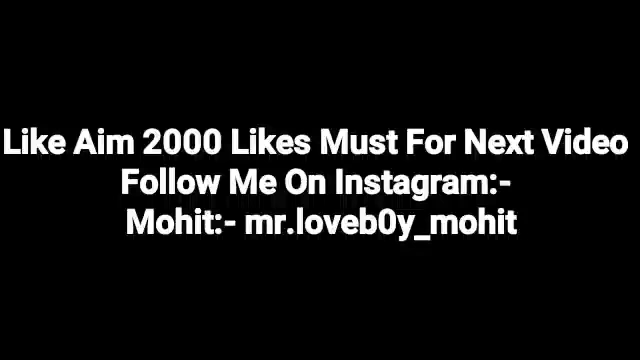 Like Aim 2000 Likes Must For Next Video
Follow Me On Instagram:-
Mohit:- mr.loveb0y_mohit